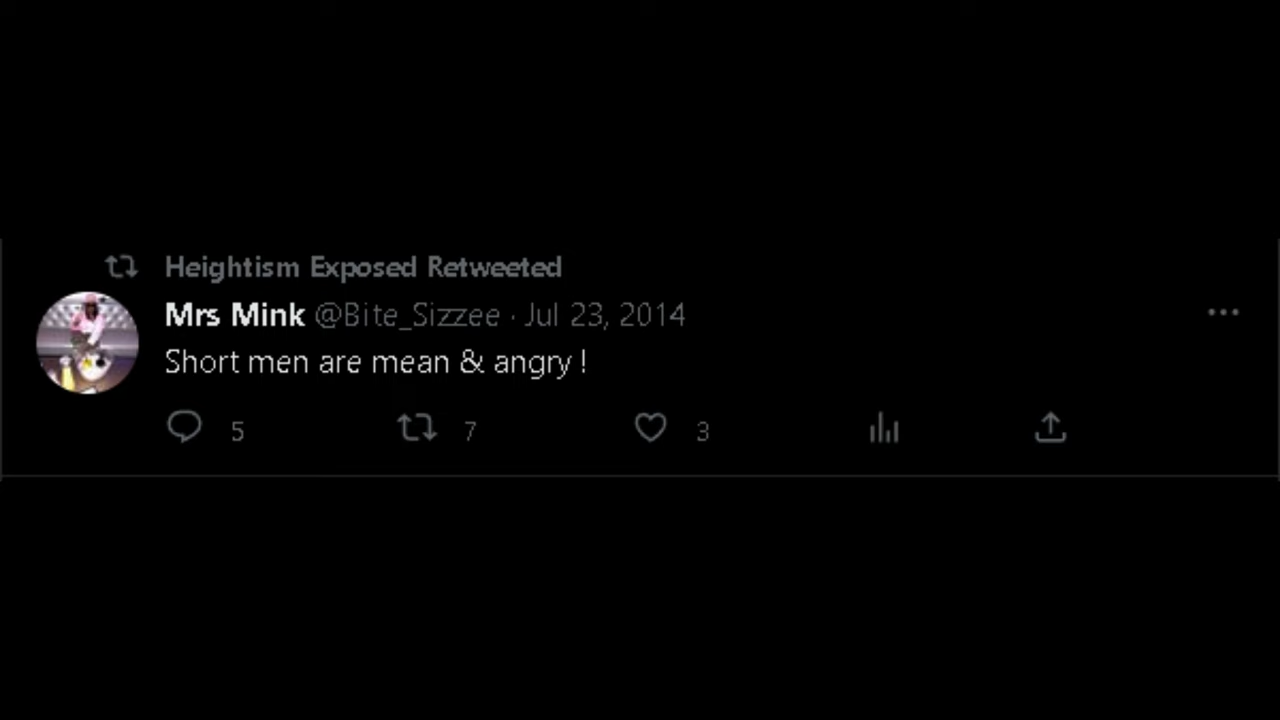 Heightism Exposed Retweeted
Mrs Mink @Bite_Sizzee · Jul 23, 2014
Short men are mean & angry !
5 7 3